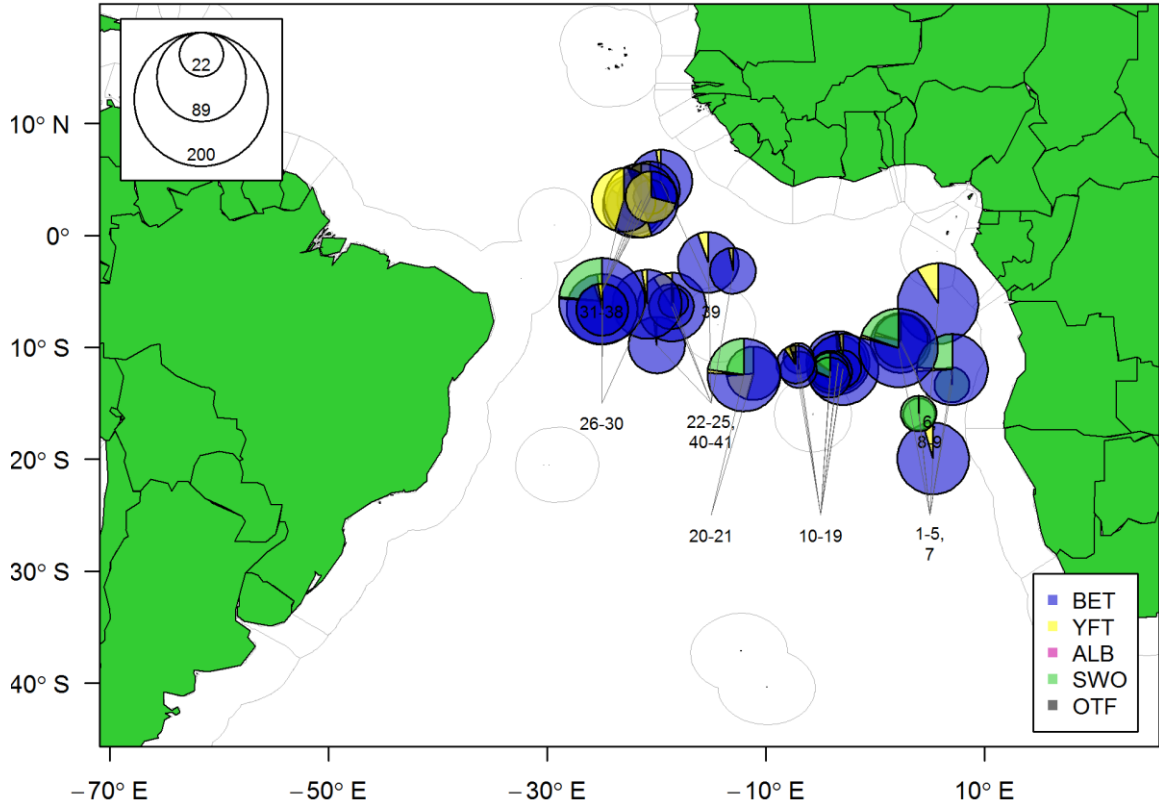 22
89
200
10° N
0°
10° S
20° S
30° S
40° S
31-38
39
26-30
22-25,
40-41
6,
8-9
20-21
10-19
1-5,
7
BET
YFT
ALB
SWO
OTF
−70° E
−50° E
−30° E
−10° E
10° E